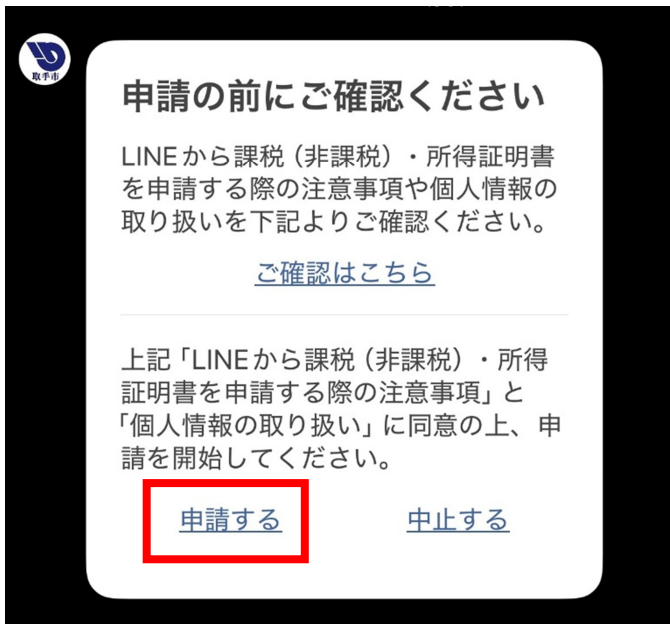 取手市
申請の前にご確認ください
LINEから課税（非課税）・所得証明書
を申請する際の注意事項や個人情報の
取り扱いを下記よりご確認ください。
ご確認はこちら
上記「LINEから課税（非課税）・所得
証明書を申請する際の注意事項」と
「個人情報の取り扱い」に同意の上、申
請を開始してください。
申請する 中止する